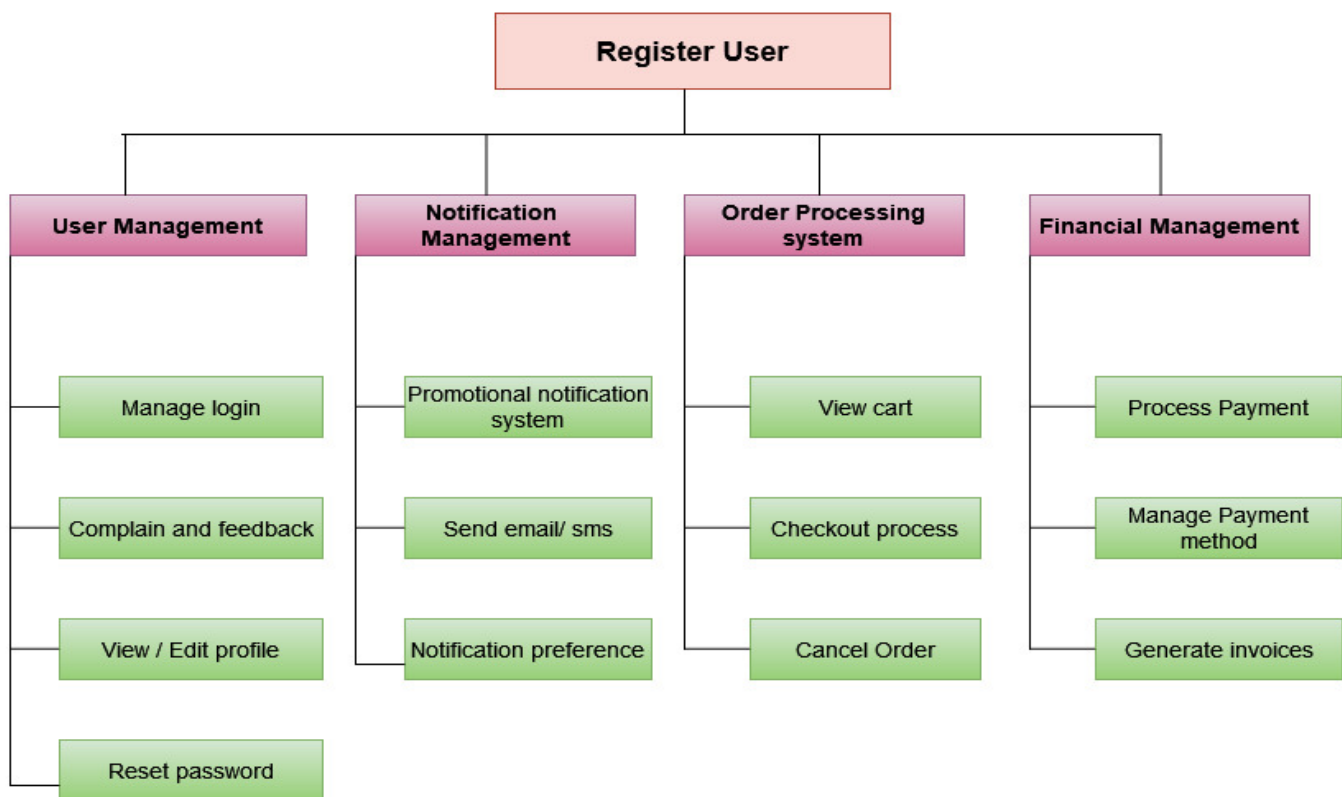 Register User
User Management
Notification
Management
Order Processing
system
Financial Management
Manage login
Complain and feedback
View / Edit profile
Reset password
Promotional notification
system
Send email/ sms
Notification preference
View cart
Checkout process
Cancel Order
Process Payment
Manage Payment
method
Generate invoices